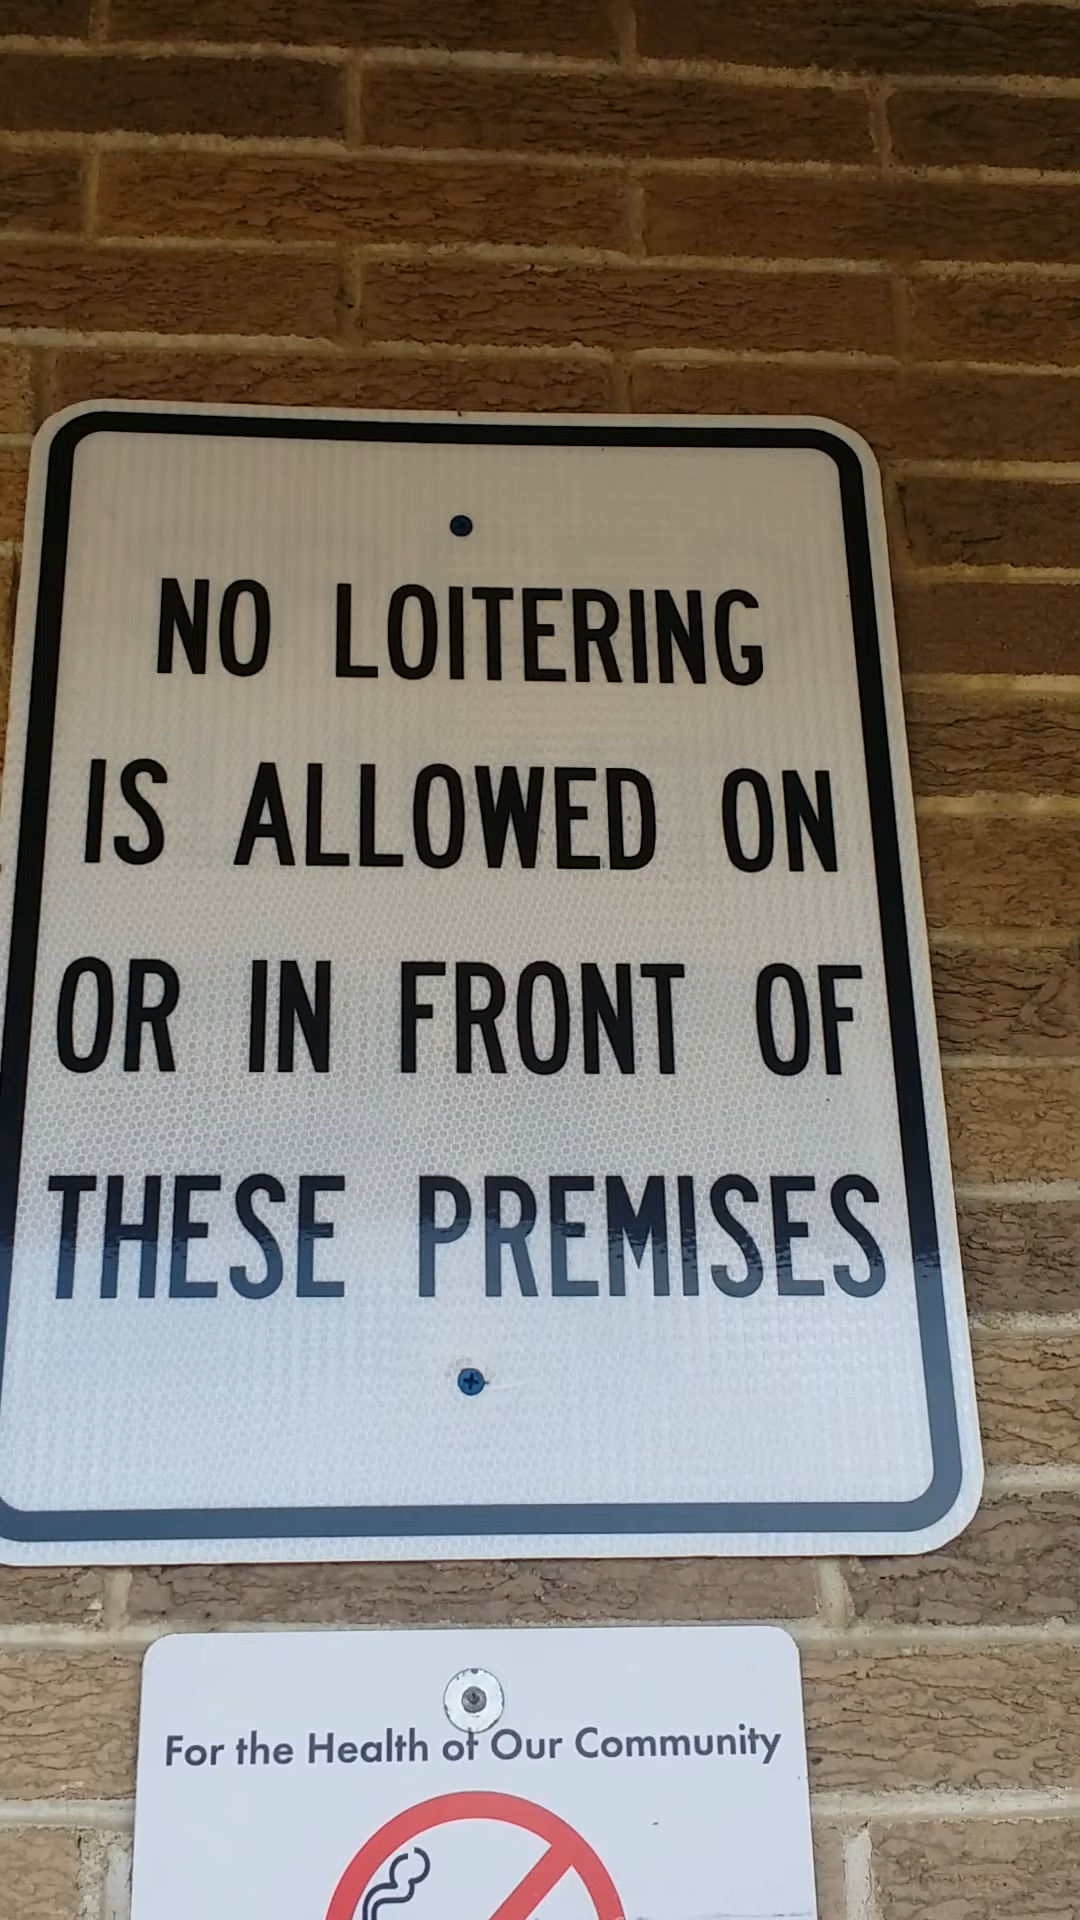 NO LOITERING
IS ALLOWED ON
OR IN FRONT OF
THESE PREMISES
For the Health of Our Community